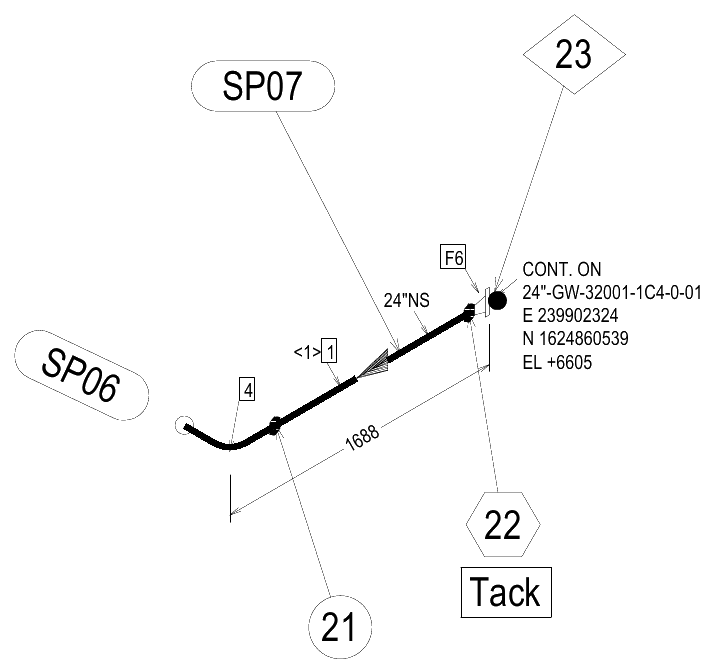 23
SP07
F6
CONT. ON
24"-GW-32001-1C4-0-01
E 239902324
N 1624860539
EL +6605
24"NS
<1> 1
SP06
4
1688
22
Tack
21